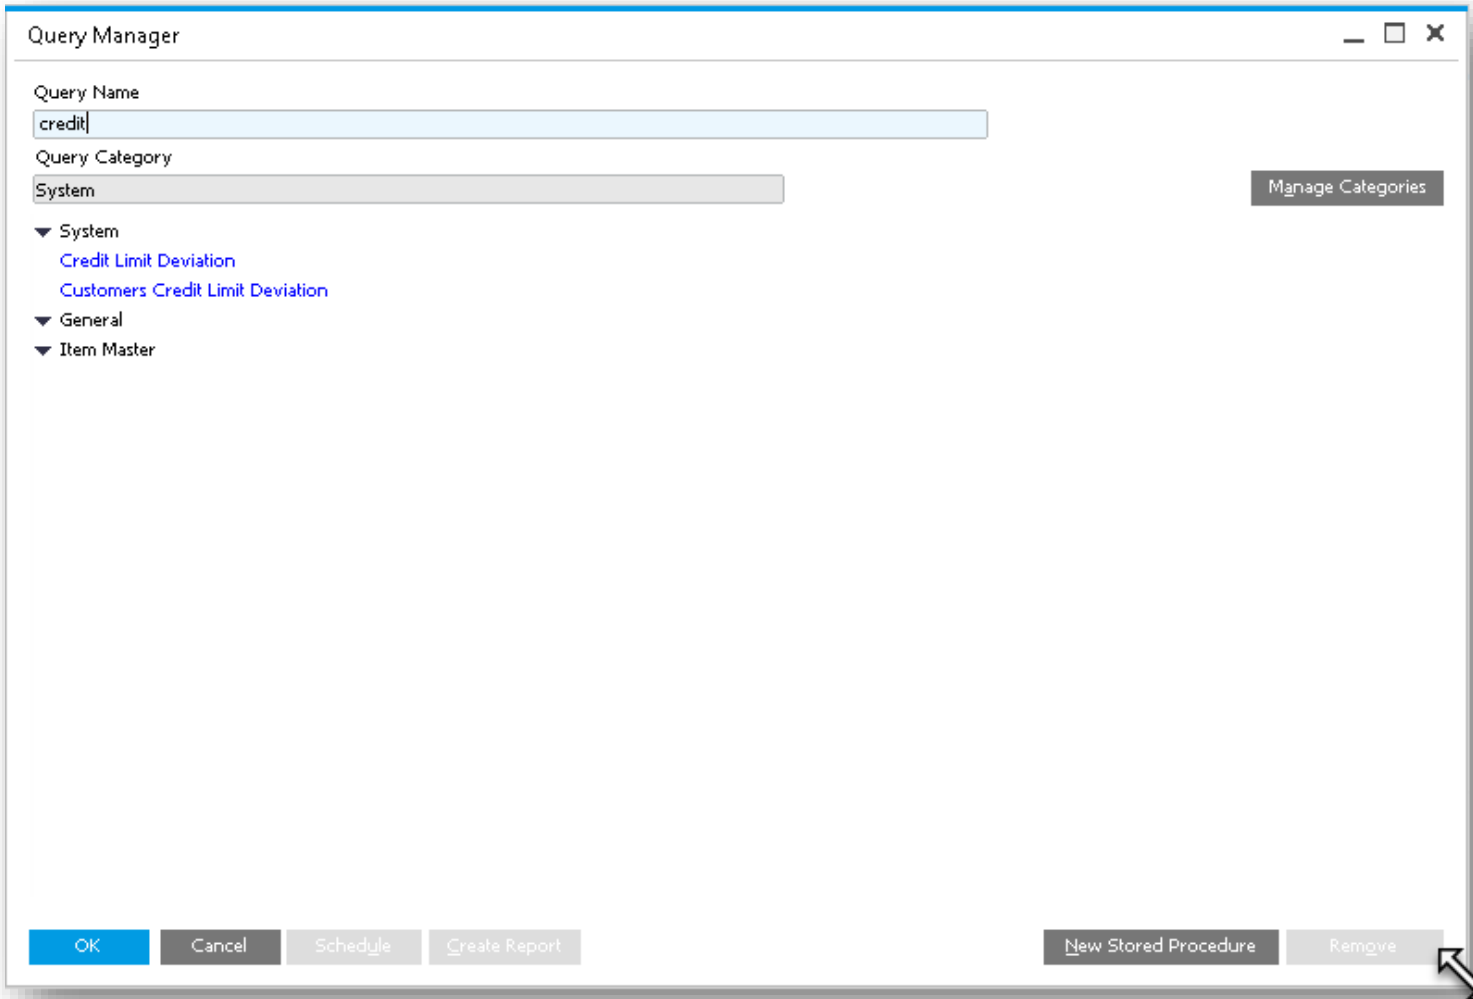 Query Manager
Query Name
credit
Query Category
System
Manage Categories
System
Credit Limit Deviation
Customers Credit Limit Deviation
General
Item Master
OK Cancel Schedule Create Report New Stored Procedure Remove